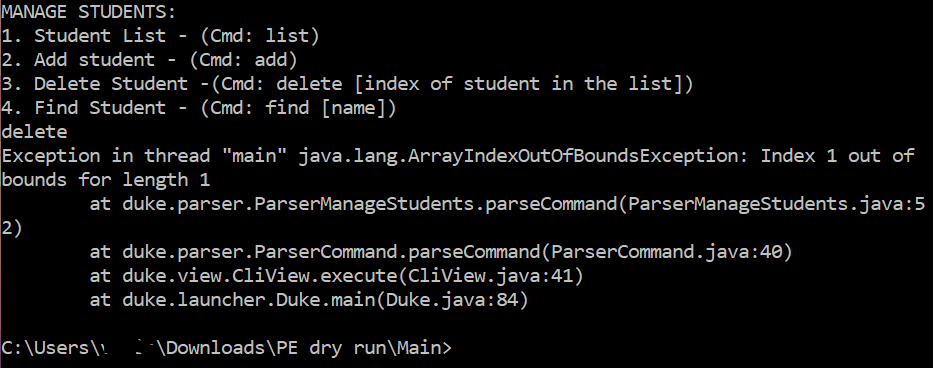 MANAGE STUDENTS:
1. Student List - (Cmd: list)
2. Add student - (Cmd: add)
3. Delete Student -(Cmd: delete [index of student in the list])
4. Find Student - (Cmd: find [name])
delete
Exception in thread "main" java.lang.ArrayIndexOutOfBoundsException: Index 1 out of
bounds for length 1
        at duke.parser.ParserManageStudents.parseCommand(ParserManageStudents.java:5
2)
        at duke.parser.ParserCommand.parseCommand(ParserCommand.java:40)
        at duke.view.CliView.execute(CliView.java:41)
        at duke.launcher.Duke.main(Duke.java:84)
C:\Users\\Downloads\PE dry run\Main>